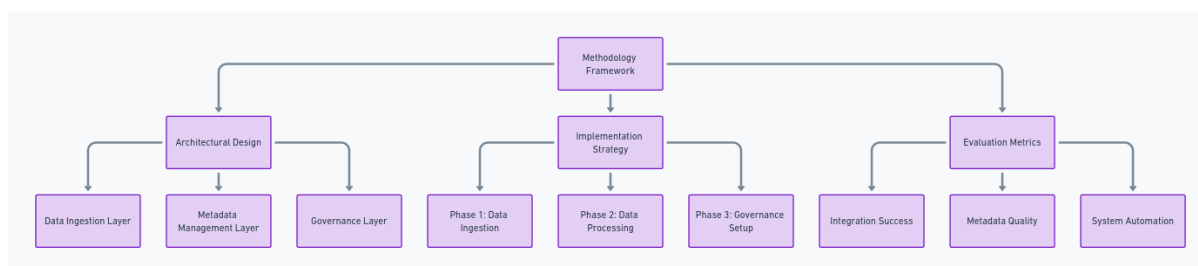 Methodology
Framework
Architectural Design
Implementation
Strategy
Evaluation Metrics
Data Ingestion Layer
Metadata
Management Layer
Governance Layer
Phase 1: Data
Ingestion
Phase 2: Data
Processing
Phase 3: Governance
Setup
Integration Success
Metadata Quality
System Automation